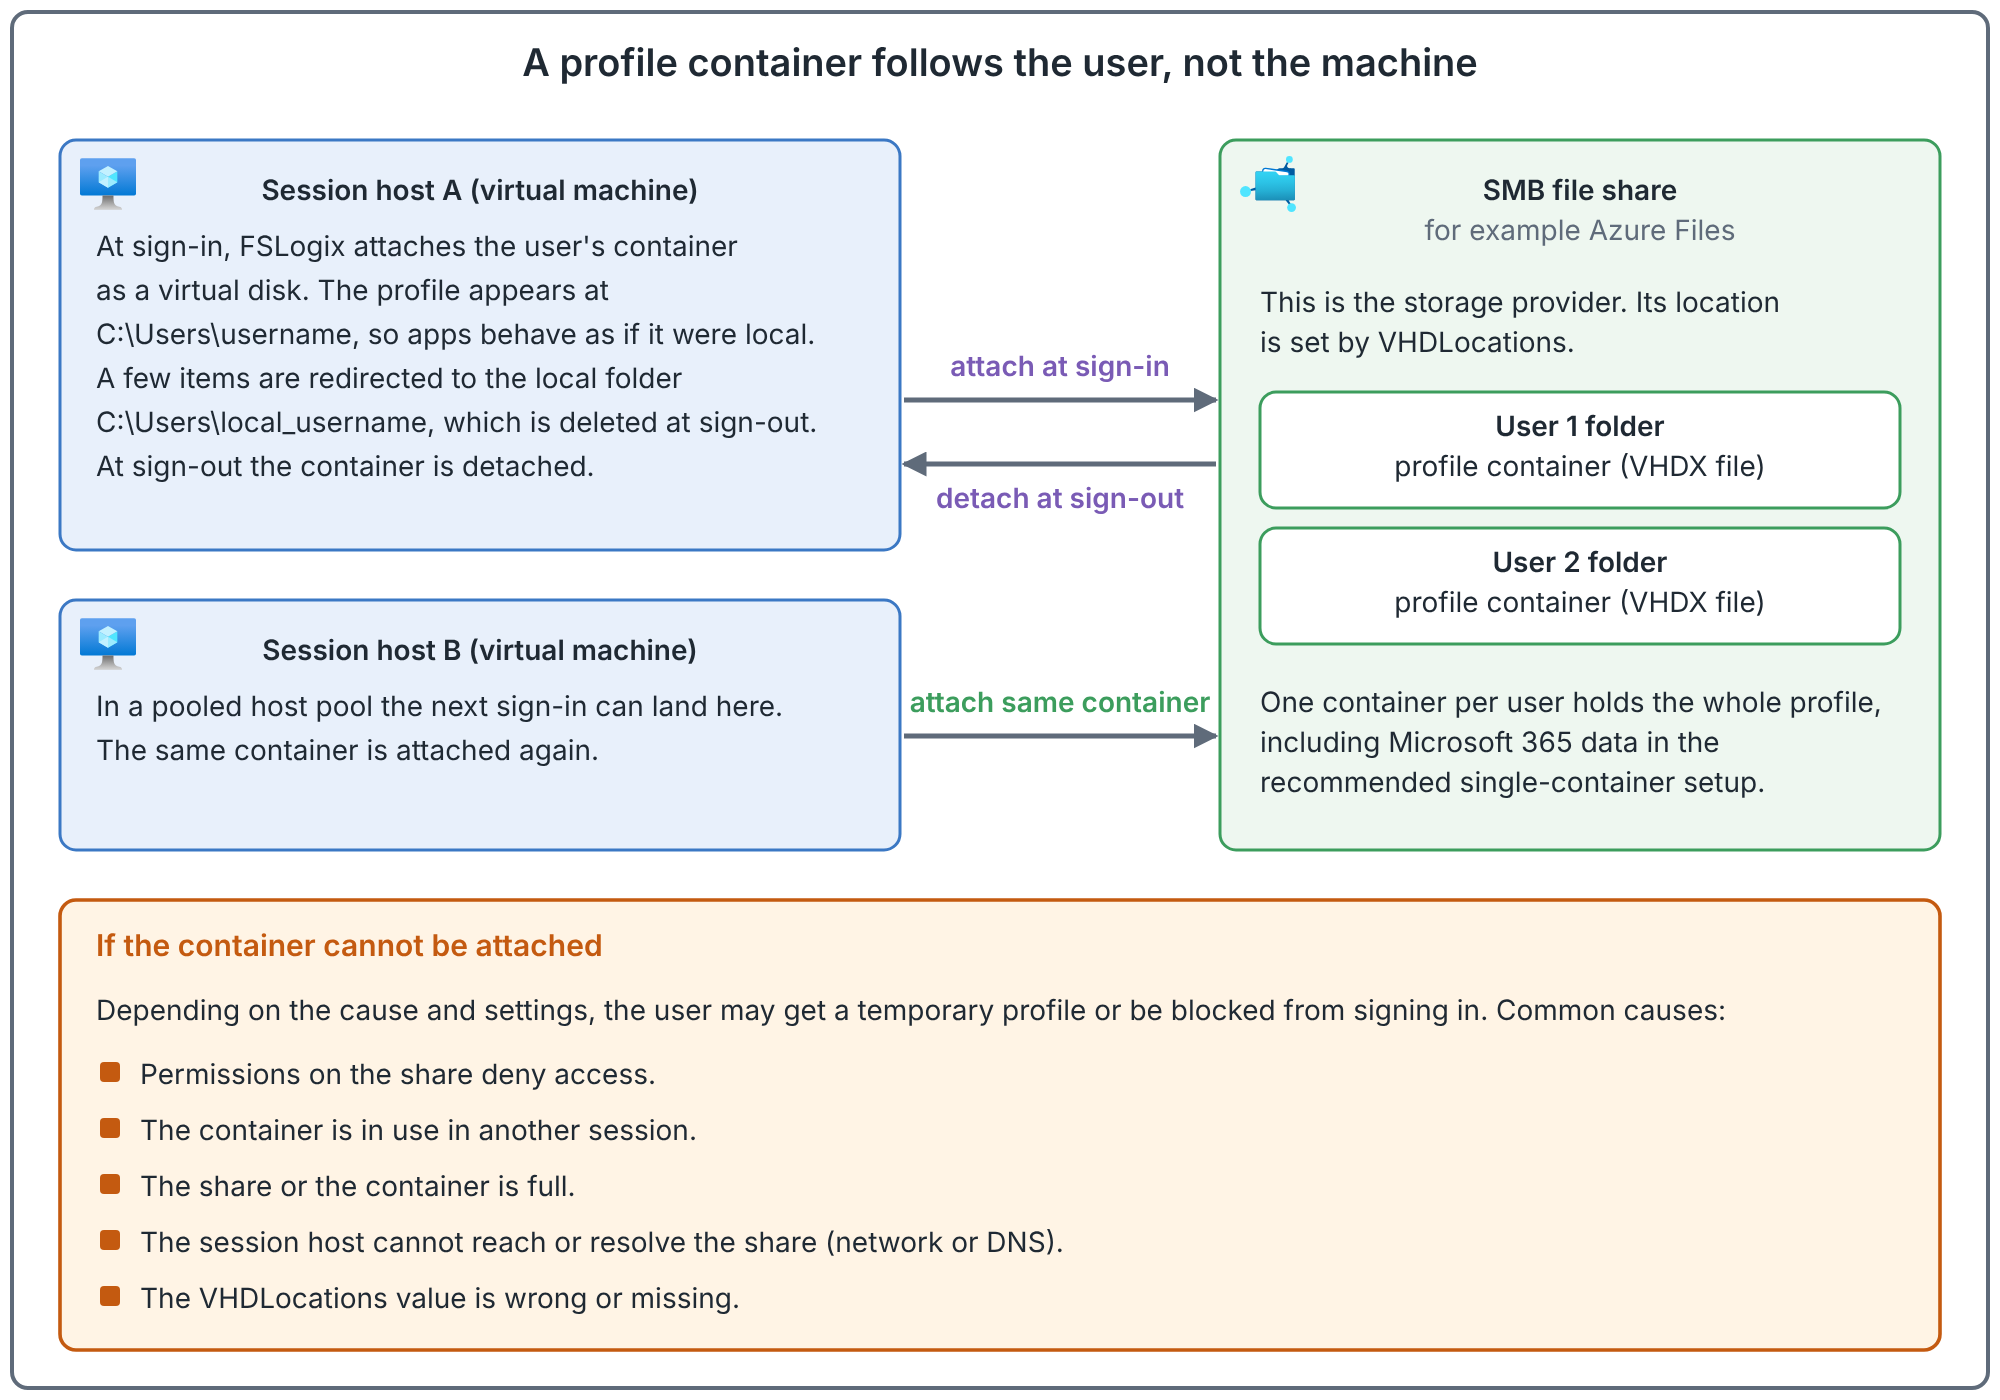 A profile container follows the user, not the machine
Session host A (virtual machine)
At sign-in, FSLogix attaches the user's container
as a virtual disk. The profile appears at
C:\Users\username, so apps behave as if it were local.
A few items are redirected to the local folder
C:\Users\local_username, which is deleted at sign-out.
At sign-out the container is detached.
attach at sign-in
detach at sign-out
SMB file share
for example Azure Files
This is the storage provider. Its location
is set by VHDLocations.
User 1 folder
profile container (VHDX file)
User 2 folder
profile container (VHDX file)
One container per user holds the whole profile,
including Microsoft 365 data in the
recommended single-container setup.
Session host B (virtual machine)
In a pooled host pool the next sign-in can land here.
The same container is attached again.
attach same container
If the container cannot be attached
Depending on the cause and settings, the user may get a temporary profile or be blocked from signing in. Common causes:
Permissions on the share deny access.
The container is in use in another session.
The share or the container is full.
The session host cannot reach or resolve the share (network or DNS).
The VHDLocations value is wrong or missing.